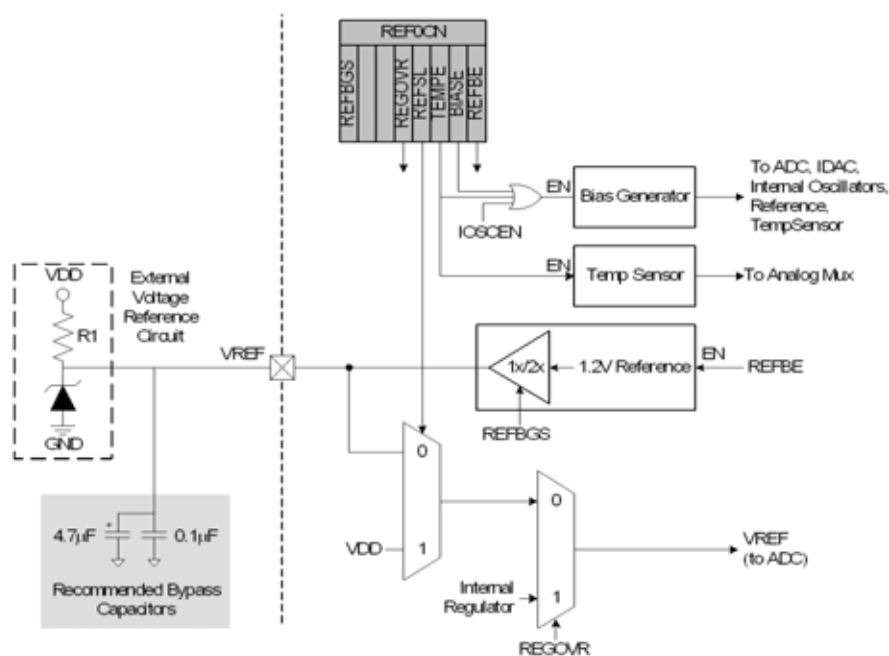 REF0CN
REFBGS
REGOVR
REFSL
TEMPE
BIASE
REFBE
EN
Bias Generator
To ADC, IDAC,
Internal Oscillators,
Reference,
TempSensor
IOSCEN
EN
Temp Sensor
To Analog Mux
VDD
R1
GND
External
Voltage
Reference
Circuit
VREF
1x/2x
1.2V Reference
EN
REFBE
REFBGS
0
1
VDD
4.7µF
+
0.1µF
Recommended Bypass
Capacitors
0
1
Internal
Regulator
REGOVR
VREF
(to ADC)